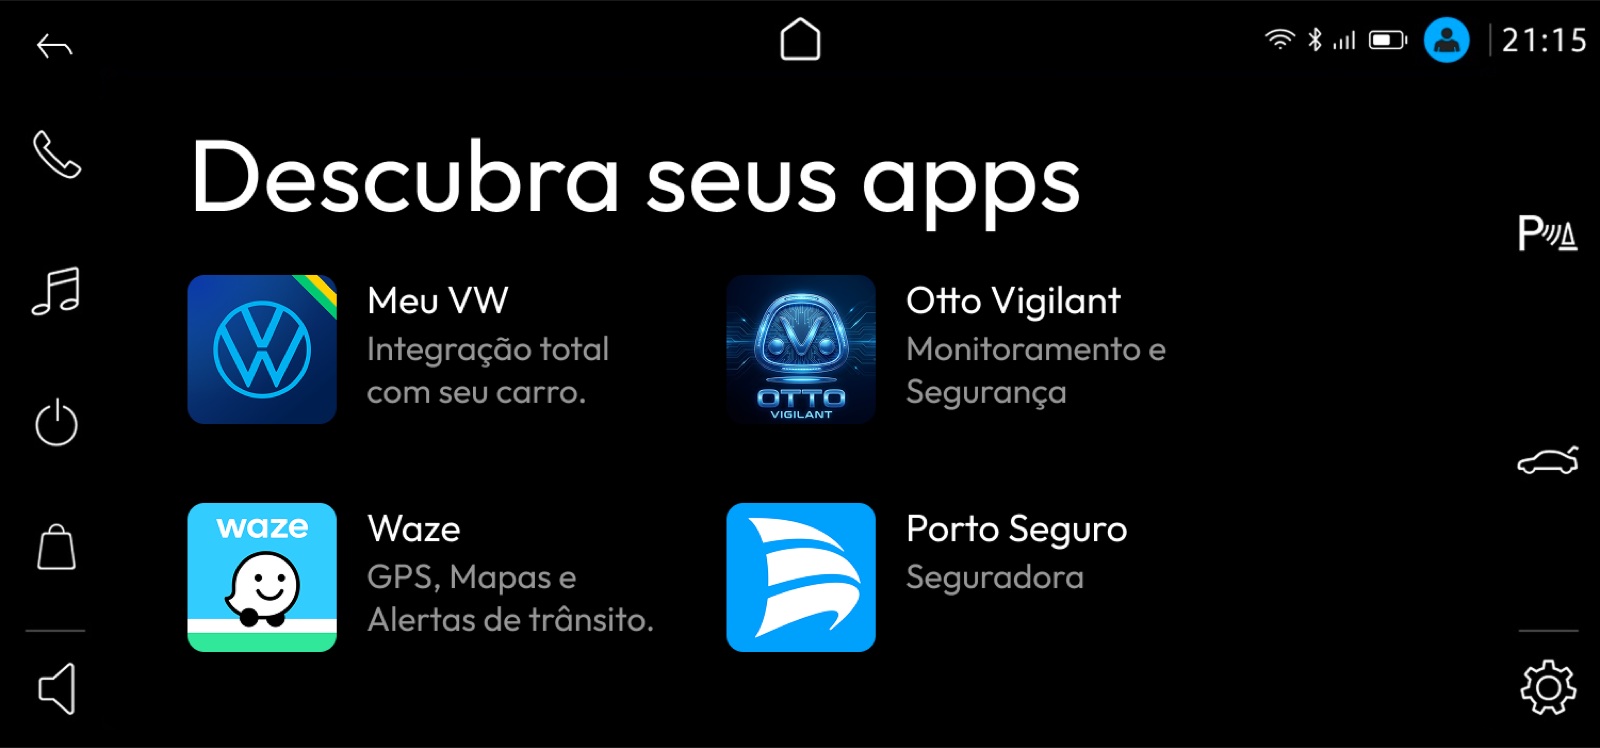 21:15
Descubra seus apps
Meu VW
Integração total
com seu carro.
OTTO
VIGILANT
Otto Vigilant
Monitoramento e
Segurança
waze
Waze
GPS, Mapas e
Alertas de trânsito.
Porto Seguro
Seguradora
P